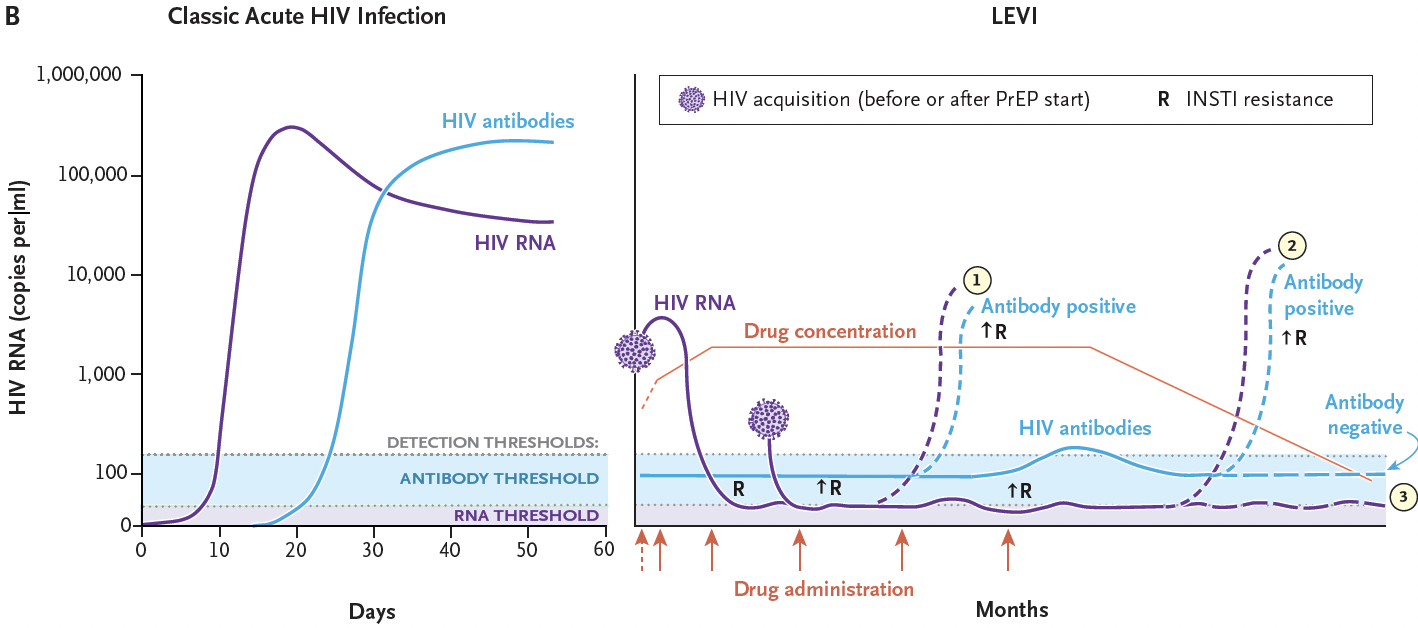 B
Classic Acute HIV Infection
LEVI
HIV RNA (copies per|ml)
1,000,000
100,000
10,000
1,000
100
0
HIV antibodies
HIV RNA
DETECTION THRESHOLDS:
ANTIBODY THRESHOLD
RNA THRESHOLD
0 10 20 30 40 50 60
Days
HIV acquisition (before or after PrEP start)
R INSTI resistance
HIV RNA
Drug concentration
1
Antibody positive
↑R
2
Antibody
positive
↑R
HIV antibodies
Antibody
negative
R
↑R
↑R
3
Drug administration
Months